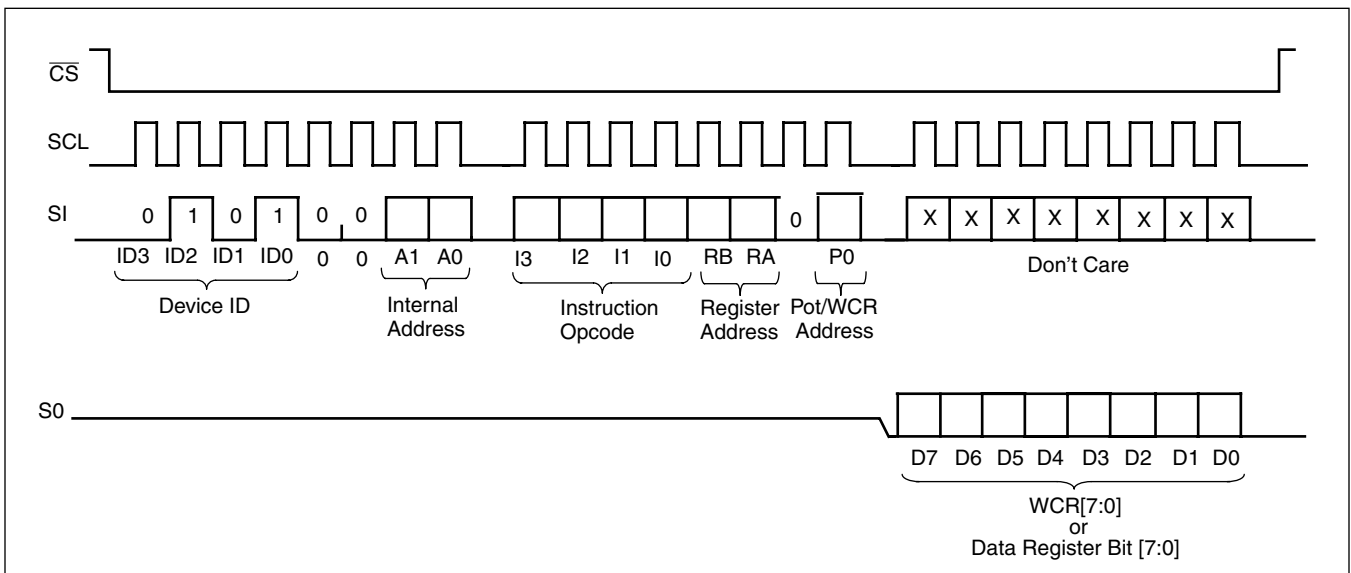 CS
SCL
SI 0 1 0 1 0 0 X X X X X X X X
0
ID3 ID2 ID1 ID0 0 0 A1 A0 I3 I2 I1 I0 RB RA P0 Don't Care
Device ID Internal Address Instruction Opcode Register Address Pot/WCR Address
S0
D7 D6 D5 D4 D3 D2 D1 D0
WCR[7:0]
or
Data Register Bit [7:0]